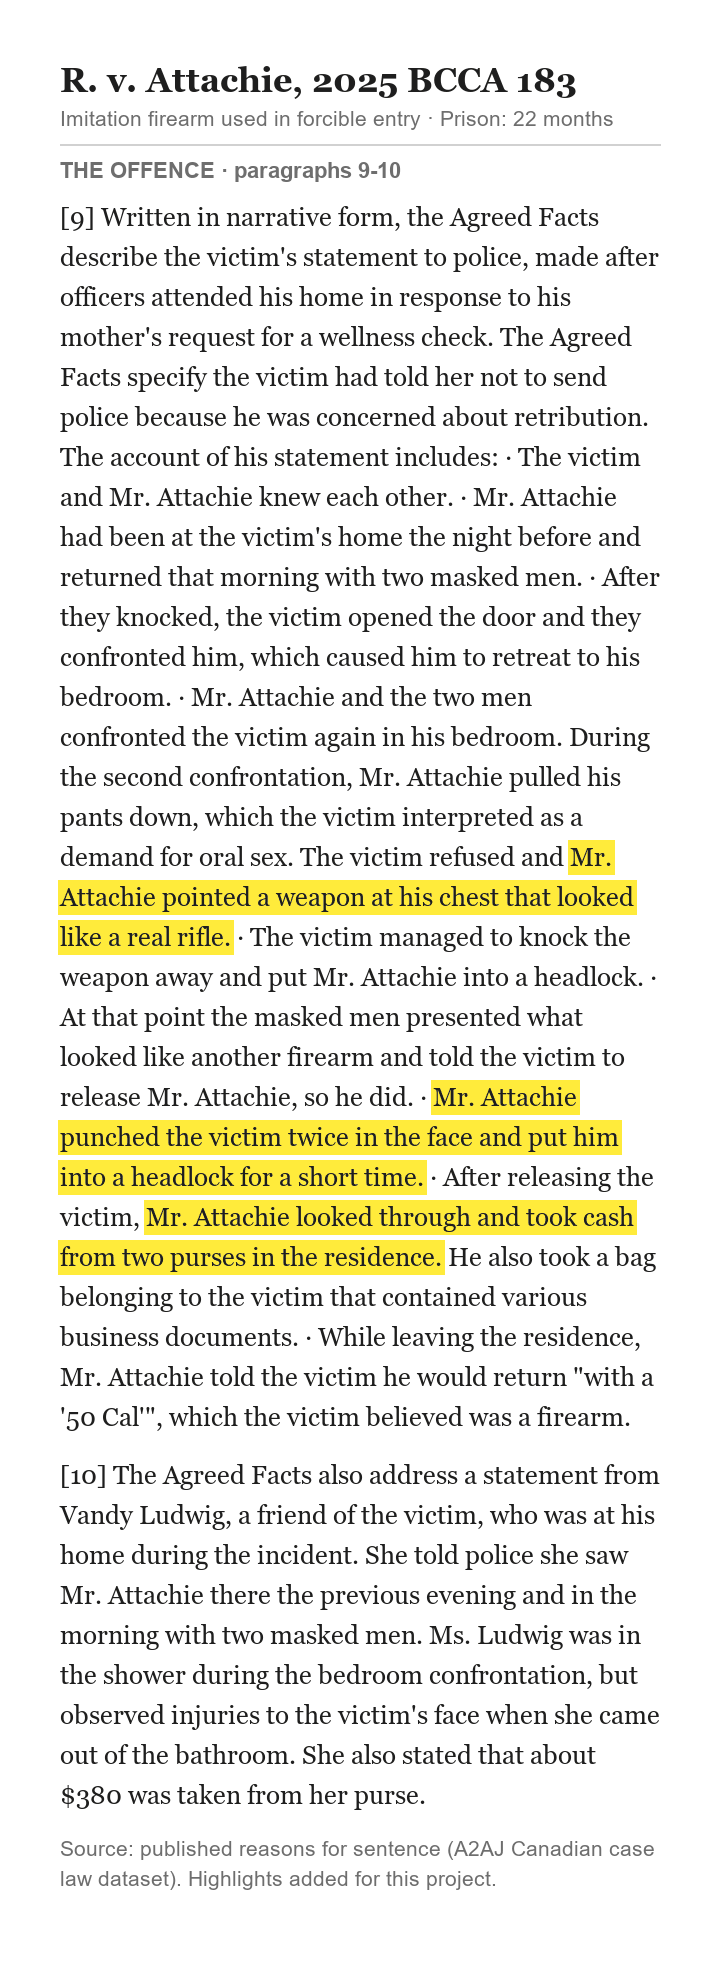 R. v. Attachie, 2025 BCCA 183
Imitation firearm used in forcible entry · Prison: 22 months
THE OFFENCE · paragraphs 9-10
[9] Written in narrative form, the Agreed Facts
describe the victim's statement to police, made after
officers attended his home in response to his
mother's request for a wellness check. The Agreed
Facts specify the victim had told her not to send
police because he was concerned about retribution.
The account of his statement includes: · The victim
and Mr. Attachie knew each other. · Mr. Attachie
had been at the victim's home the night before and
returned that morning with two masked men. · After
they knocked, the victim opened the door and they
confronted him, which caused him to retreat to his
bedroom. · Mr. Attachie and the two men
confronted the victim again in his bedroom. During
the second confrontation, Mr. Attachie pulled his
pants down, which the victim interpreted as a
demand for oral sex. The victim refused and Mr.
Attachie pointed a weapon at his chest that looked
like a real rifle. · The victim managed to knock the
weapon away and put Mr. Attachie into a headlock. ·
At that point the masked men presented what
looked like another firearm and told the victim to
release Mr. Attachie, so he did. · Mr. Attachie
punched the victim twice in the face and put him
into a headlock for a short time. · After releasing the
victim, Mr. Attachie looked through and took cash
from two purses in the residence. He also took a bag
belonging to the victim that contained various
business documents. · While leaving the residence,
Mr. Attachie told the victim he would return "with a
'50 Cal'", which the victim believed was a firearm.
[10] The Agreed Facts also address a statement from
Vandy Ludwig, a friend of the victim, who was at his
home during the incident. She told police she saw
Mr. Attachie there the previous evening and in the
morning with two masked men. Ms. Ludwig was in
the shower during the bedroom confrontation, but
observed injuries to the victim's face when she came
out of the bathroom. She also stated that about
$380 was taken from her purse.
Source: published reasons for sentence (A2AJ Canadian case
law dataset). Highlights added for this project.